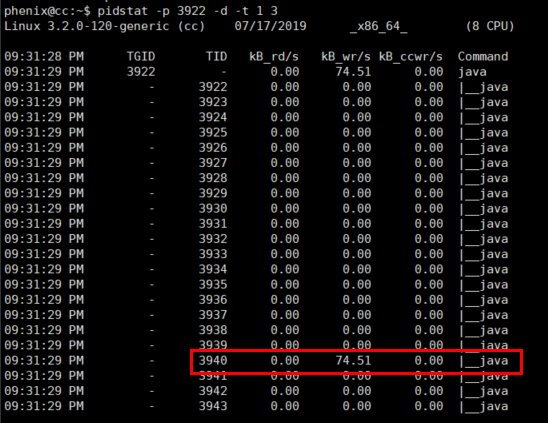 phenix@cc:~$ pidstat -p 3922 -d -t 1 3
Linux 3.2.0-120-generic (cc) 07/17/2019 _x86_64_ (8 CPU)
09:31:28 PM TGID TID kB_rd/s kB_wr/s kB_ccwr/s Command
09:31:29 PM 3922 - 0.00 74.51 0.00 java
09:31:29 PM - 3922 0.00 0.00 0.00 |__java
09:31:29 PM - 3923 0.00 0.00 0.00 |__java
09:31:29 PM - 3924 0.00 0.00 0.00 |__java
09:31:29 PM - 3925 0.00 0.00 0.00 |__java
09:31:29 PM - 3926 0.00 0.00 0.00 |__java
09:31:29 PM - 3927 0.00 0.00 0.00 |__java
09:31:29 PM - 3928 0.00 0.00 0.00 |__java
09:31:29 PM - 3929 0.00 0.00 0.00 |__java
09:31:29 PM - 3930 0.00 0.00 0.00 |__java
09:31:29 PM - 3931 0.00 0.00 0.00 |__java
09:31:29 PM - 3932 0.00 0.00 0.00 |__java
09:31:29 PM - 3933 0.00 0.00 0.00 |__java
09:31:29 PM - 3934 0.00 0.00 0.00 |__java
09:31:29 PM - 3935 0.00 0.00 0.00 |__java
09:31:29 PM - 3936 0.00 0.00 0.00 |__java
09:31:29 PM - 3937 0.00 0.00 0.00 |__java
09:31:29 PM - 3938 0.00 0.00 0.00 |__java
09:31:29 PM - 3939 0.00 0.00 0.00 |__java
09:31:29 PM - 3940 0.00 74.51 0.00 |__java
09:31:29 PM - 3941 0.00 0.00 0.00 |__java
09:31:29 PM - 3942 0.00 0.00 0.00 |__java
09:31:29 PM - 3943 0.00 0.00 0.00 |__java